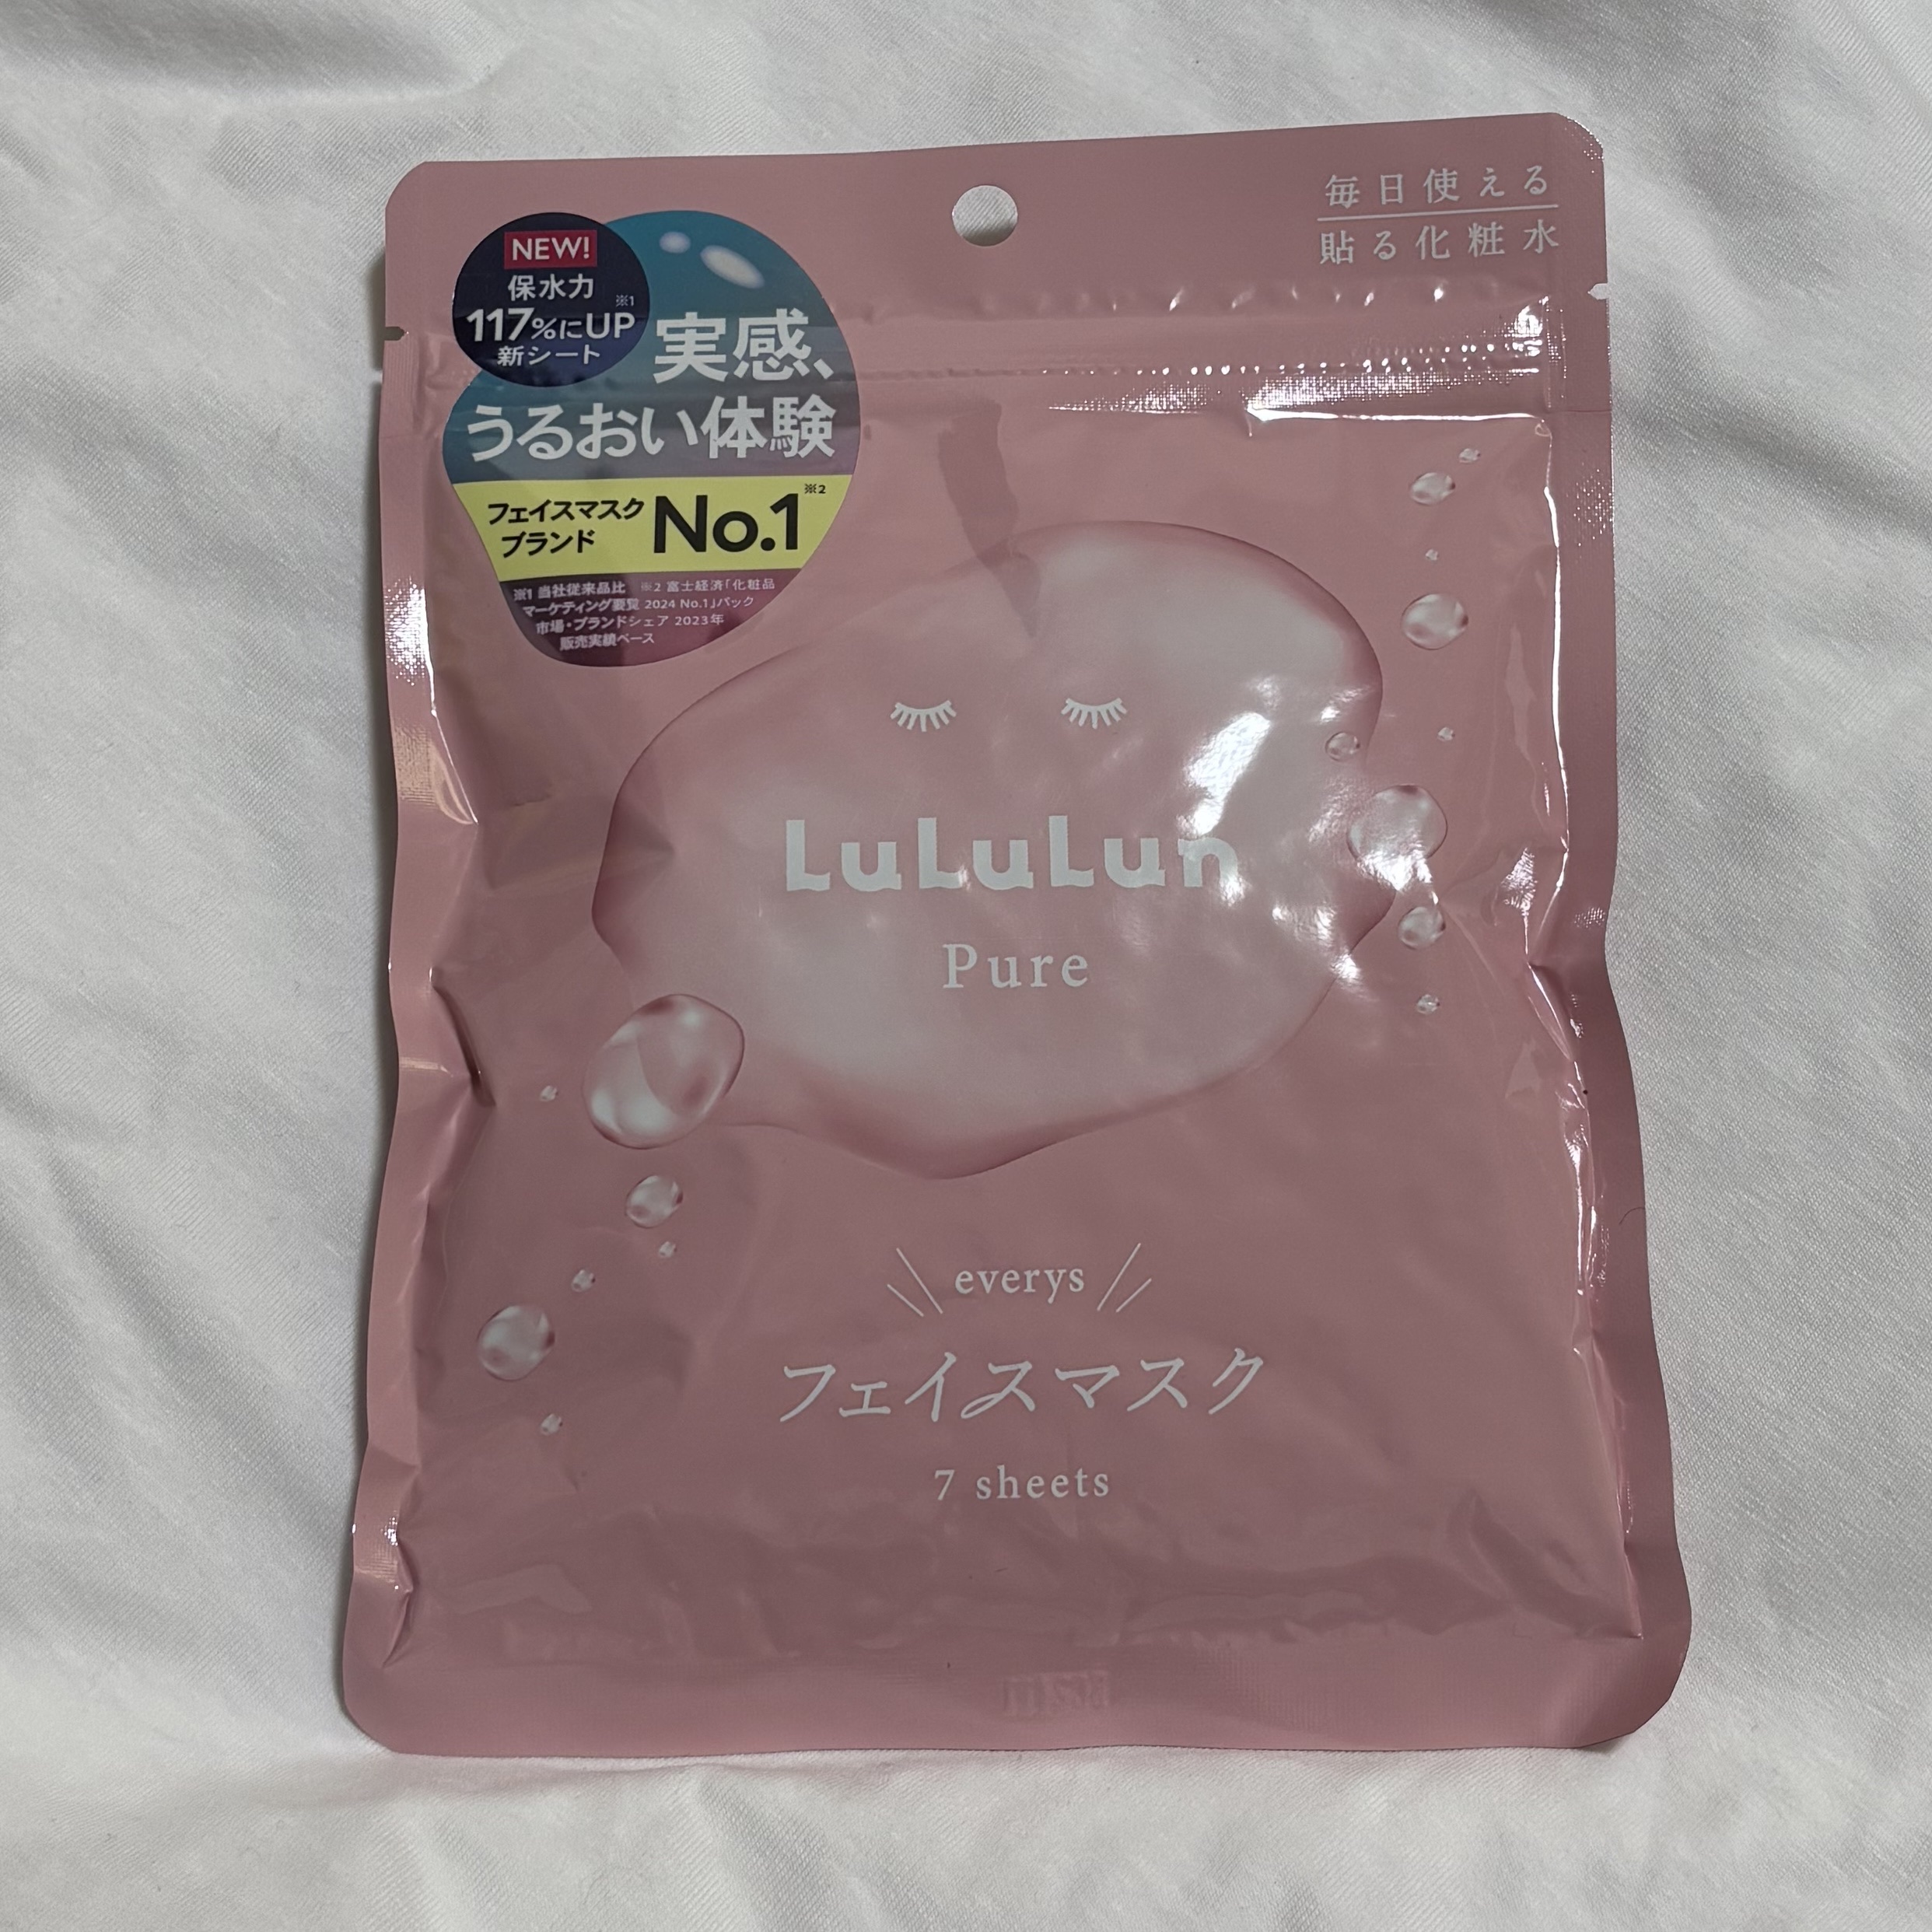 毎日使える
貼る化粧水
NEW!
保水力
117%にUP※1
新シート
実感、
うるおい体験
フェイスマスク
ブランド
No.1※2
※1 当社従来品比 ※2 富士経済「化粧品
マーケティング要覧 2024 No.1」パック
市場・ブランドシェア 2023年
販売実績ベース
LuLuLun
Pure
everys
フェイスマスク
7 sheets